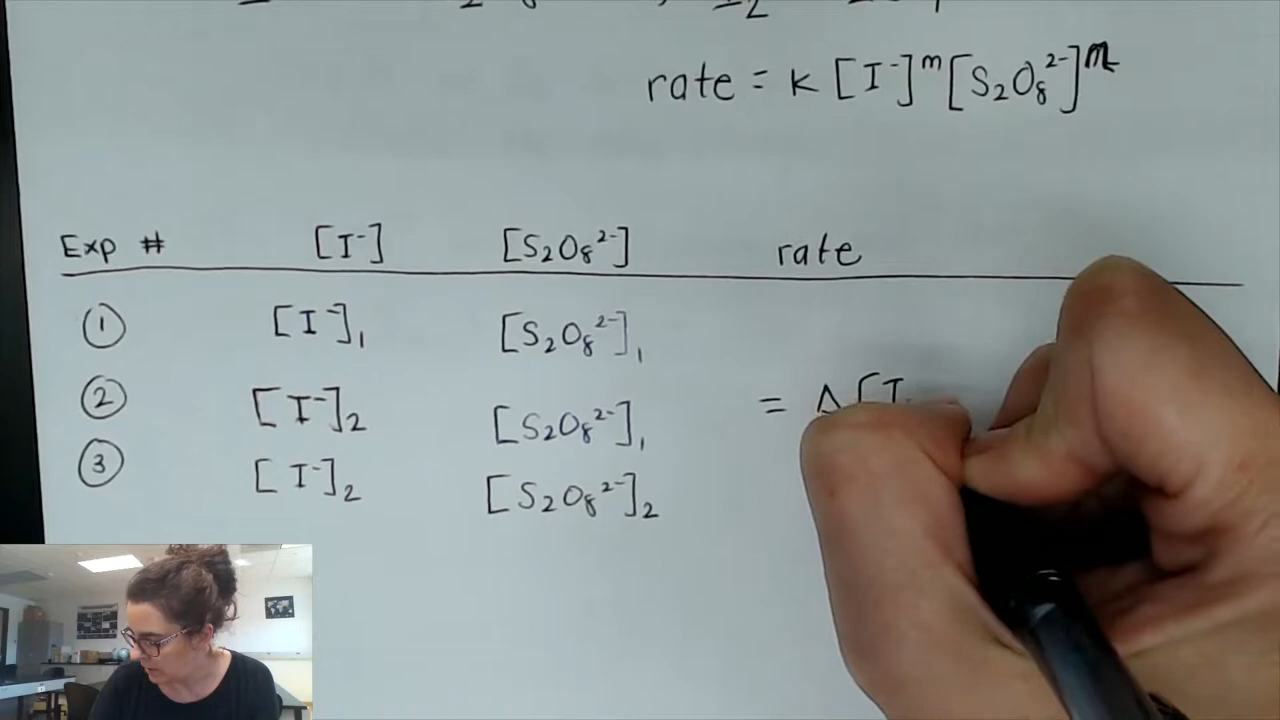 rate = k [I⁻]ᵐ[S₂O₈²⁻]ⁿ
Exp # [I⁻] [S₂O₈²⁻] rate
① [I⁻]₁ [S₂O₈²⁻]₁
② [I⁻]₂ [S₂O₈²⁻]₁ = Δ[I
③ [I⁻]₂ [S₂O₈²⁻]₂